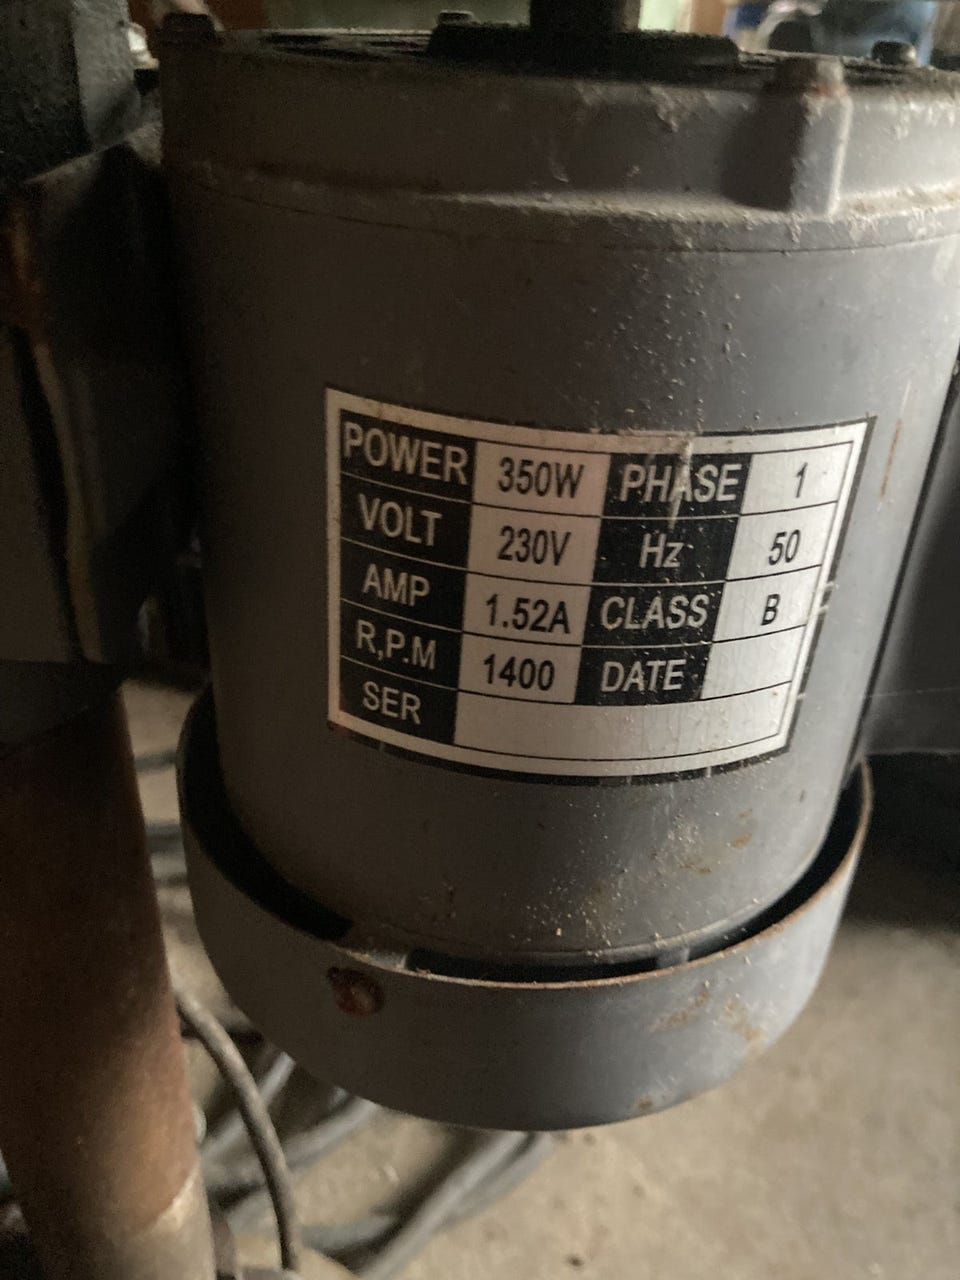 POWER 350W PHASE 1
VOLT 230V Hz 50
AMP 1.52A CLASS B
R,P.M 1400 DATE
SER